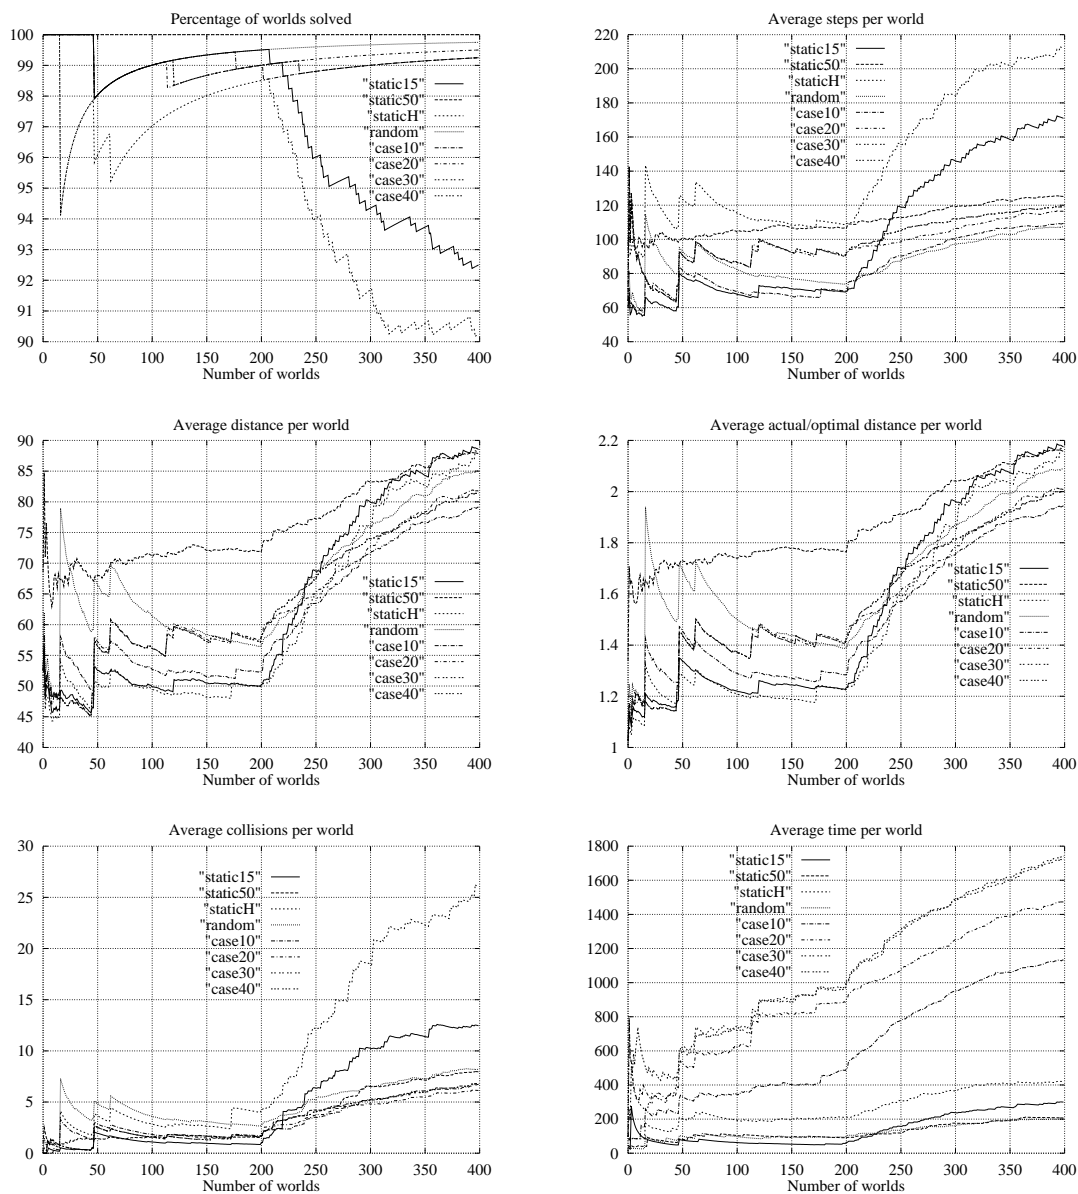 Percentage of worlds solved
100
99
98
97
96
95
94
93
92
91
90
"static15"
"static50"
"staticH"
"random"
"case10"
"case20"
"case30"
"case40"
0 50 100 150 200 250 300 350 400
Number of worlds
Average steps per world
220
200
180
160
140
120
100
80
60
40
"static15"
"static50"
"staticH"
"random"
"case10"
"case20"
"case30"
"case40"
0 50 100 150 200 250 300 350 400
Number of worlds
Average distance per world
90
85
80
75
70
65
60
55
50
45
40
"static15"
"static50"
"staticH"
"random"
"case10"
"case20"
"case30"
"case40"
0 50 100 150 200 250 300 350 400
Number of worlds
Average actual/optimal distance per world
2.2
2
1.8
1.6
1.4
1.2
1
"static15"
"static50"
"staticH"
"random"
"case10"
"case20"
"case30"
"case40"
0 50 100 150 200 250 300 350 400
Number of worlds
Average collisions per world
30
25
20
15
10
5
0
"static15"
"static50"
"staticH"
"random"
"case10"
"case20"
"case30"
"case40"
0 50 100 150 200 250 300 350 400
Number of worlds
Average time per world
1800
1600
1400
1200
1000
800
600
400
200
0
"static15"
"static50"
"staticH"
"random"
"case10"
"case20"
"case30"
"case40"
0 50 100 150 200 250 300 350 400
Number of worlds